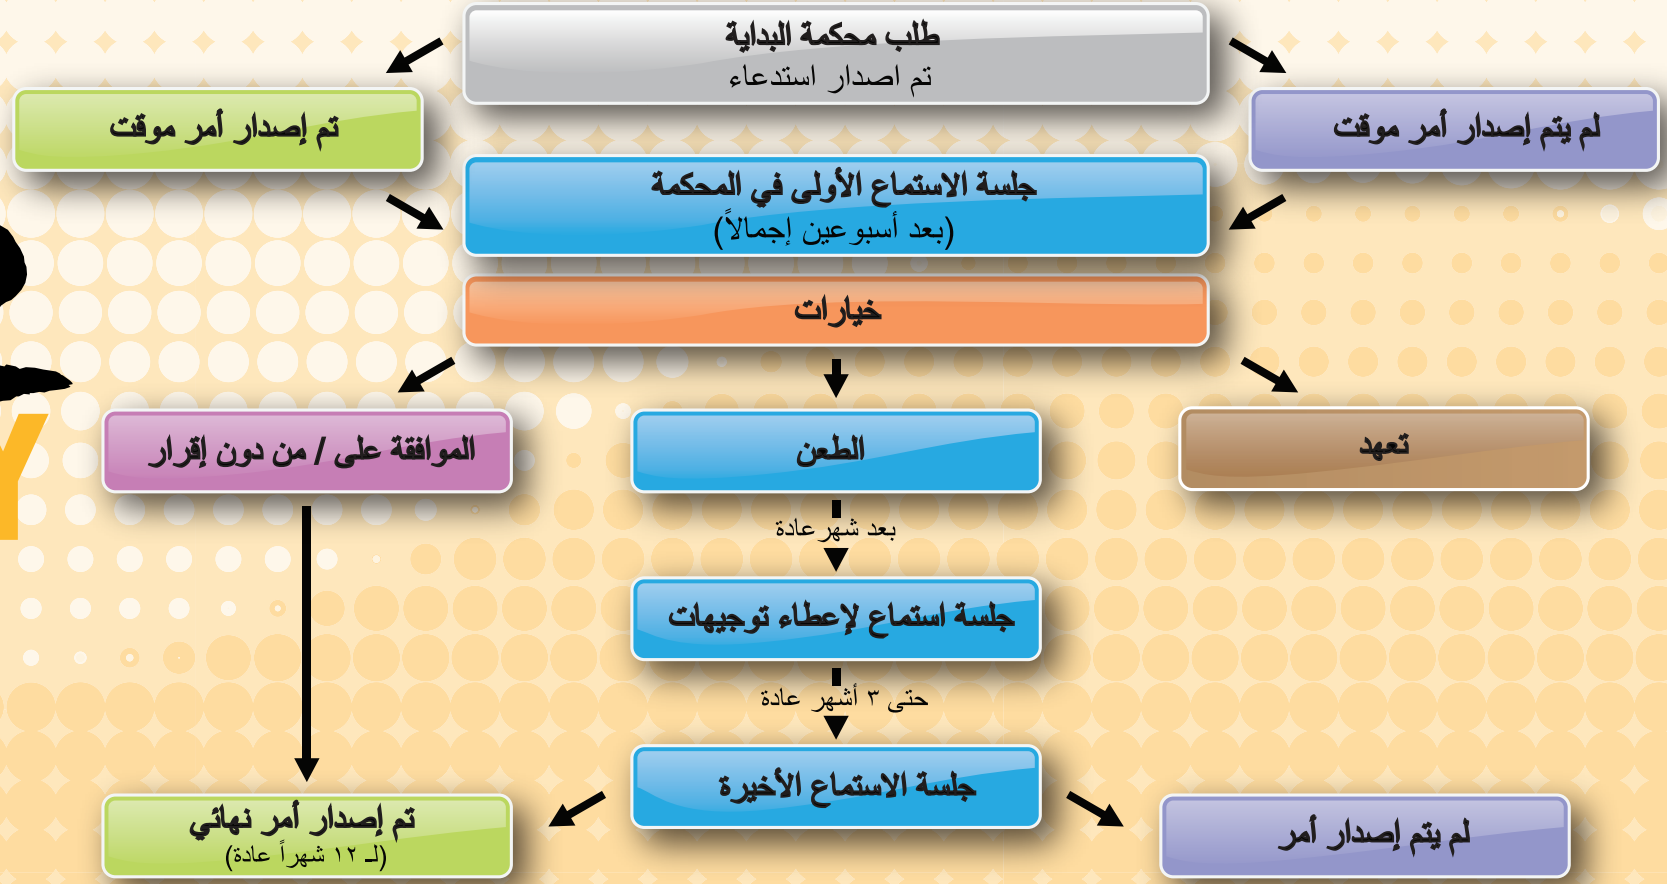 طلب محكمة البداية
تم اصدار استدعاء
لم يتم إصدار أمر موقت
تم إصدار أمر موقت
جلسة الاستماع الأولى في المحكمة
(بعد أسبوعين إجمالاً)
خيارات
تعهد
الطعن
الموافقة على / من دون إقرار
بعد شهر عادة
جلسة استماع لإعطاء توجيهات
حتى ٣ أشهر عادة
جلسة الاستماع الأخيرة
لم يتم إصدار أمر
تم إصدار أمر نهائي
(لـ ١٢ شهراً عادة)
Y